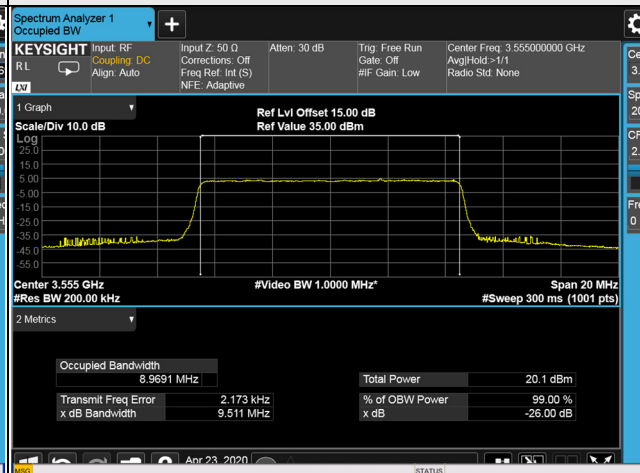 Spectrum Analyzer 1
Occupied BW
KEYSIGHT
RL
LXI
Input: RF
Coupling: DC
Align: Auto
Input Z: 50 Ω
Corrections: Off
Freq Ref: Int (S)
NFE: Adaptive
Atten: 30 dB
Trig: Free Run
Gate: Off
#IF Gain: Low
Center Freq: 3.555000000 GHz
Avg|Hold:>1/1
Radio Std: None
1 Graph
Scale/Div 10.0 dB
Ref Lvl Offset 15.00 dB
Ref Value 35.00 dBm
Log
25.0
15.0
5.00
-5.00
-15.0
-25.0
-35.0
-45.0
-55.0
Center 3.555 GHz
#Video BW 1.0000 MHz*
Span 20 MHz
#Res BW 200.00 kHz
#Sweep 300 ms (1001 pts)
2 Metrics
Occupied Bandwidth
8.9691 MHz
Total Power 20.1 dBm
Transmit Freq Error 2.173 kHz
% of OBW Power 99.00 %
x dB Bandwidth 9.511 MHz
x dB -26.00 dB
Apr 23, 2020
MSG
STATUS